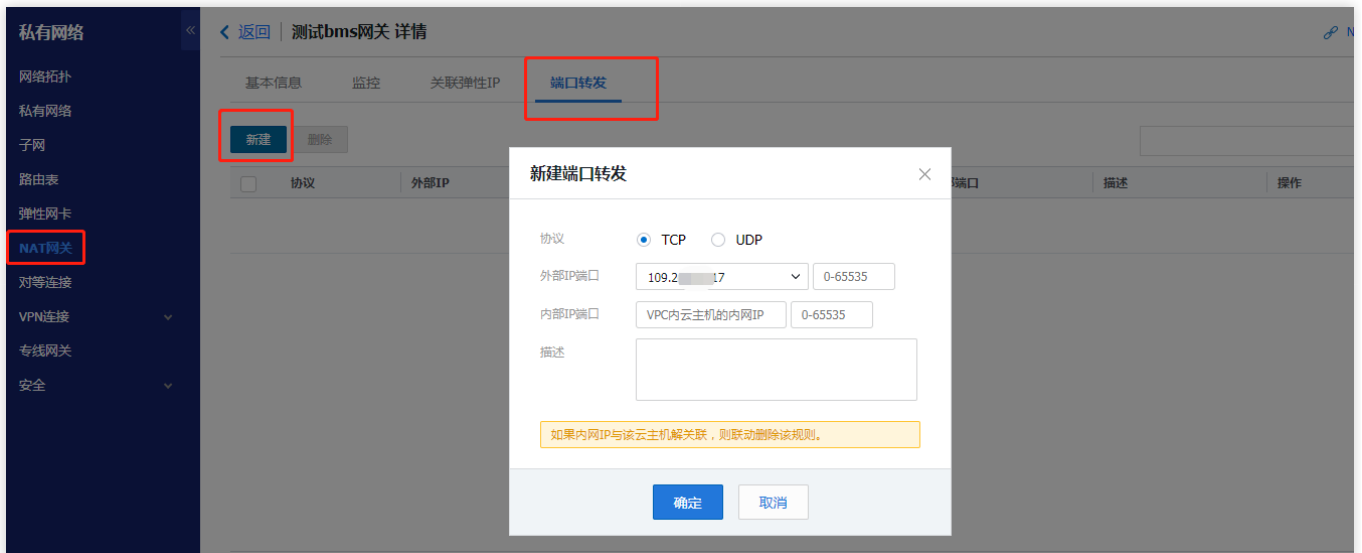 私有网络
«
返回
测试bms网关 详情
N
网络拓扑
私有网络
子网
路由表
弹性网卡
NAT网关
对等连接
VPN连接
专线网关
安全
基本信息
监控
关联弹性IP
端口转发
新建
删除
协议
外部IP
端口
描述
操作
新建端口转发
协议
TCP
UDP
外部IP端口
109.2
17
0-65535
内部IP端口
VPC内云主机的内网IP
0-65535
描述
如果内网IP与该云主机解关联，则联动删除该规则。
确定
取消